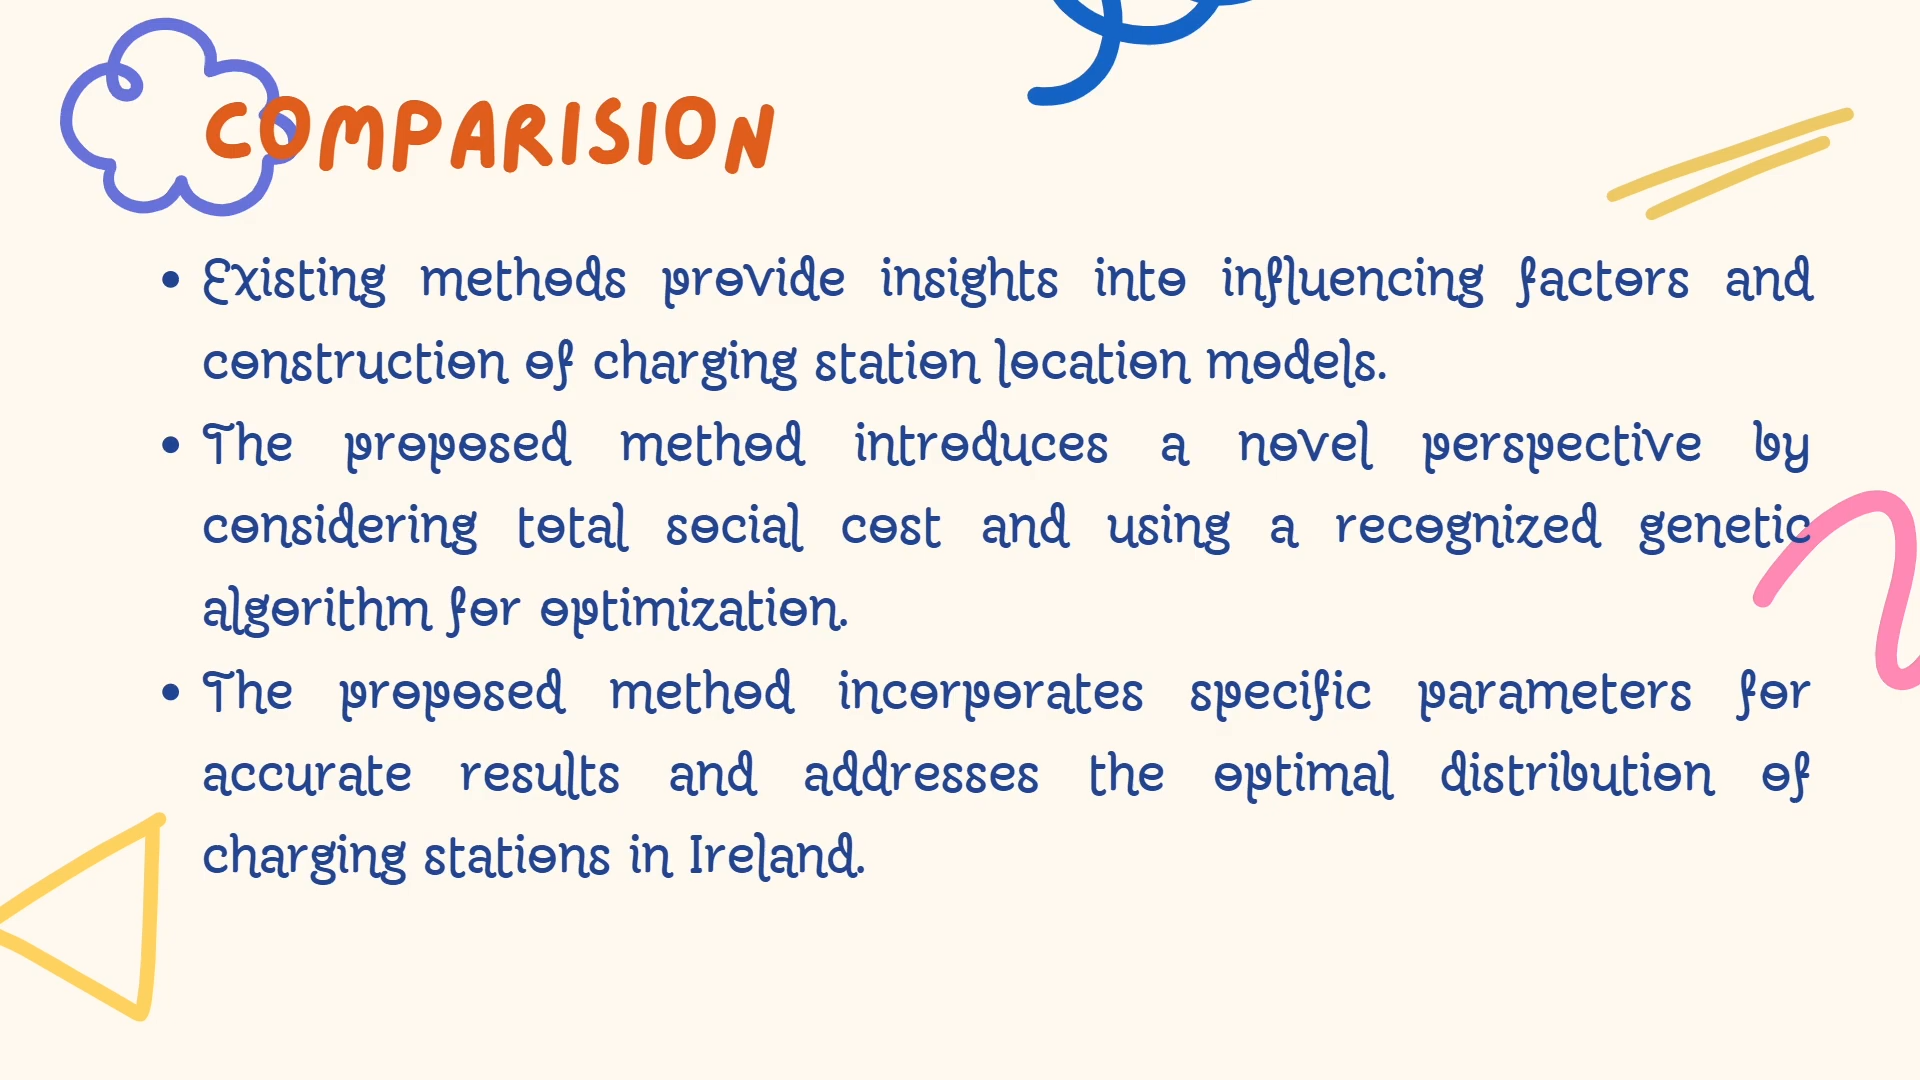 COMPARISION
• Existing methods provide insights into influencing factors and
construction of charging station location models.
• The proposed method introduces a novel perspective by
considering total social cost and using a recognized genetic
algorithm for optimization.
• The proposed method incorporates specific parameters for
accurate results and addresses the optimal distribution of
charging stations in Ireland.